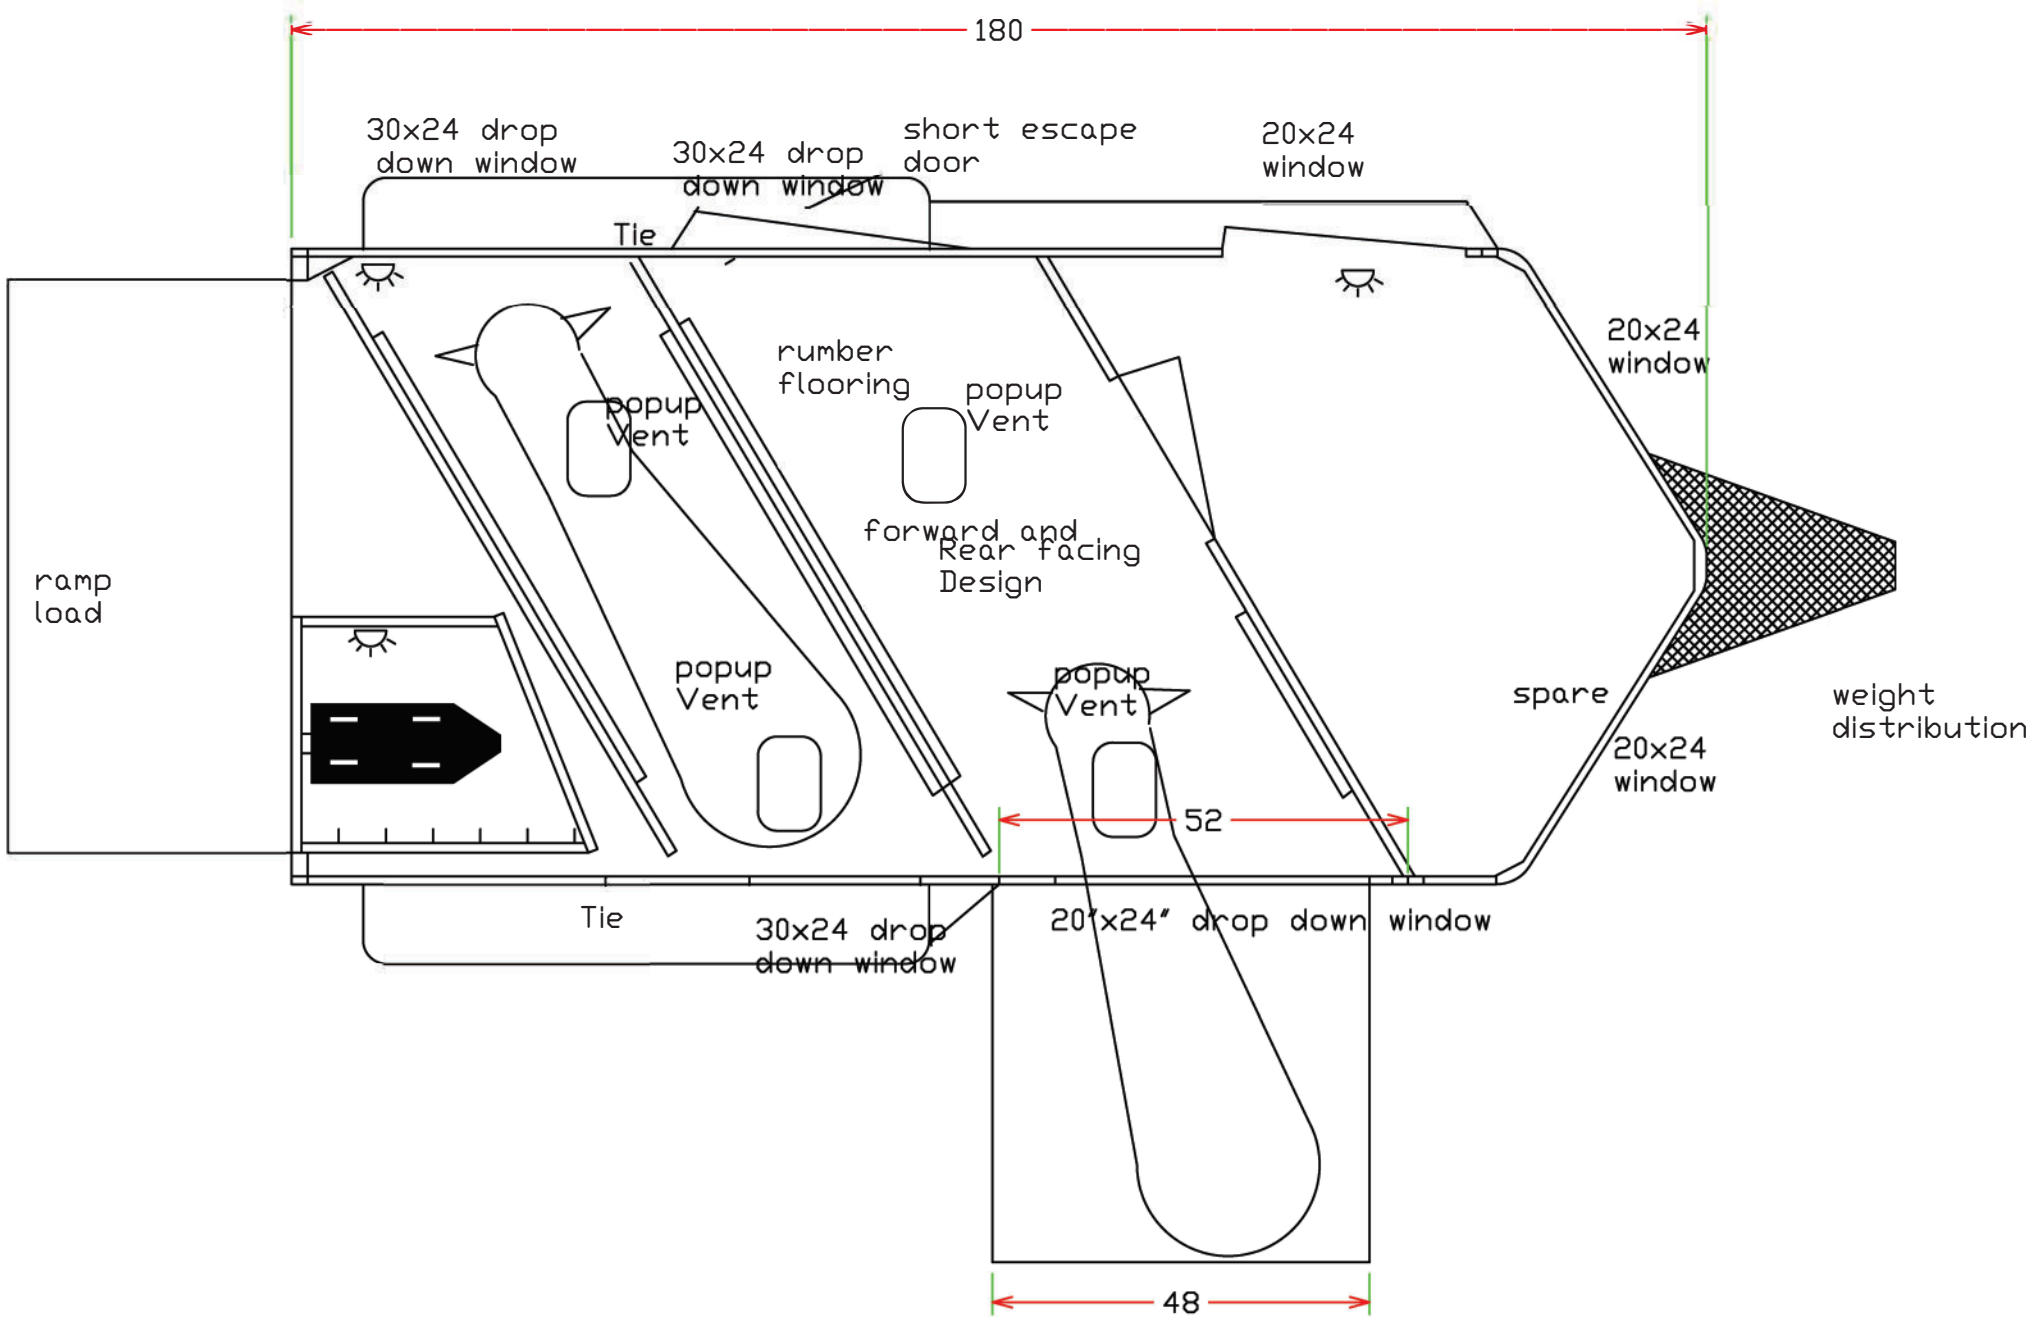 180
30x24 drop
down window
30x24 drop
down window
short escape
door
20x24
window
Tie
20x24
window
rumber
flooring
popup
Vent
popup
Vent
forward and
Rear facing
Design
ramp
load
popup
Vent
popup
Vent
spare
weight
distribution
20x24
window
52
Tie
30x24 drop
down window
20"x24" drop down window
48